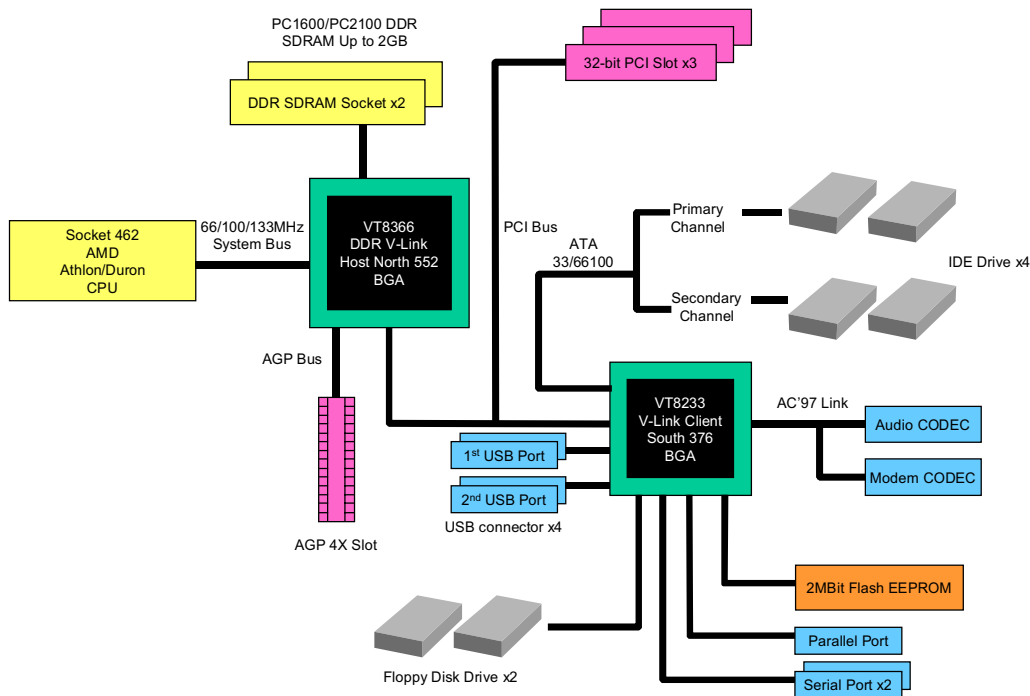 PC1600/PC2100 DDR
SDRAM Up to 2GB
DDR SDRAM Socket x2
32-bit PCI Slot x3
Socket 462
AMD
Athlon/Duron
CPU
66/100/133MHz
System Bus
VT8366
DDR V-Link
Host North 552
BGA
PCI Bus
ATA
33/66100
Primary
Channel
Secondary
Channel
IDE Drive x4
AGP Bus
AGP 4X Slot
VT8233
V-Link Client
South 376
BGA
AC'97 Link
Audio CODEC
Modem CODEC
1st USB Port
2nd USB Port
USB connector x4
2MBit Flash EEPROM
Parallel Port
Serial Port x2
Floppy Disk Drive x2